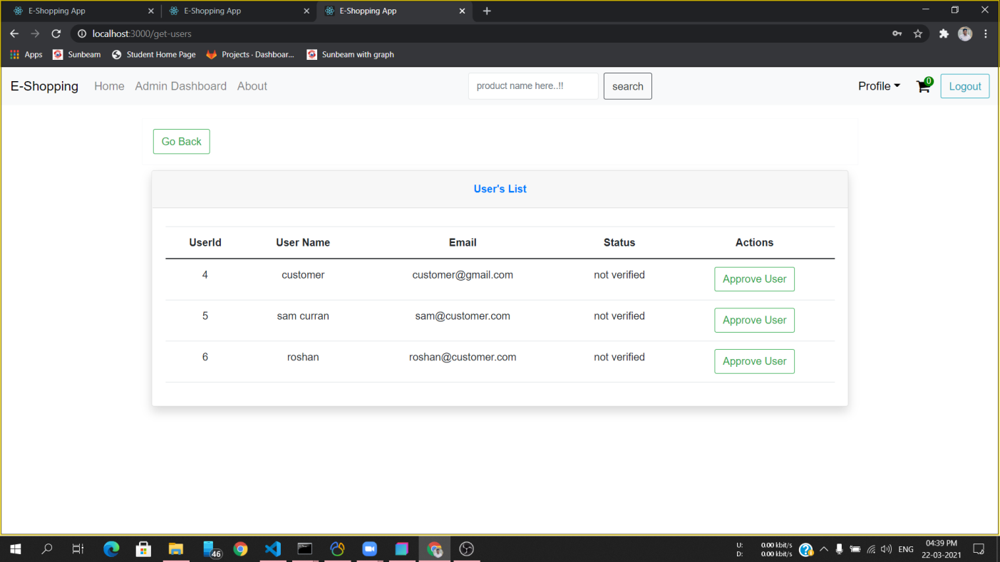 E-Shopping App E-Shopping App E-Shopping App
localhost:3000/get-users
Apps Sunbeam Student Home Page Projects · Dashboar... Sunbeam with graph
E-Shopping Home Admin Dashboard About product name here..!! search Profile 0 Logout
Go Back
User's List
UserId User Name Email Status Actions
4 customer customer@gmail.com not verified Approve User
5 sam curran sam@customer.com not verified Approve User
6 roshan roshan@customer.com not verified Approve User
46
U: 0.00 kbit/s
D: 0.00 kbit/s
ENG
04:39 PM
22-03-2021